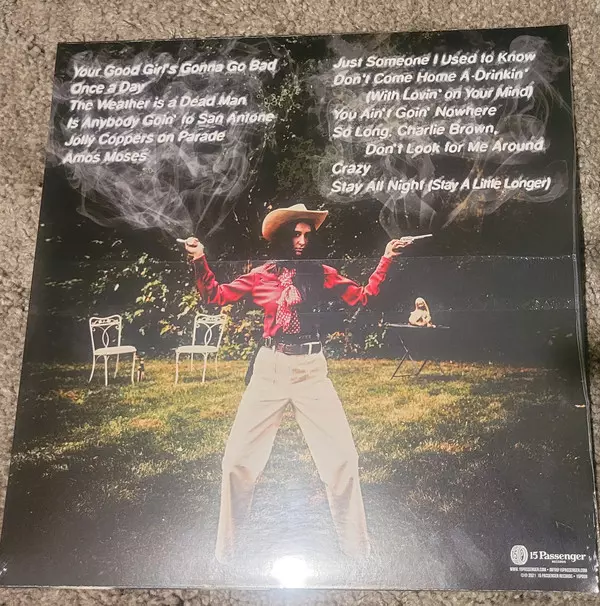 Your Good Girl's Gonna Go Bad
Once a Day
The Weather is a Dead Man
Is Anybody Goin' to San Antone
Jolly Coppers on Parade
Amos Moses
Just Someone I Used to Know
Don't Come Home A-Drinkin'
(With Lovin' on Your Mind)
You Ain't Goin' Nowhere
So Long, Charlie Brown,
Don't Look for Me Around
Crazy
Stay All Night (Stay A Little Longer)
15 Passenger
RECORDS